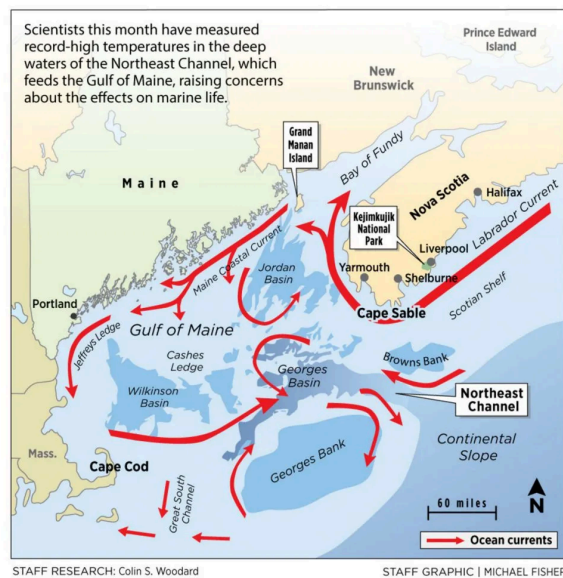 Scientists this month have measured
record-high temperatures in the deep
waters of the Northeast Channel, which
feeds the Gulf of Maine, raising concerns
about the effects on marine life.
Prince Edward
Island
New
Brunswick
Grand
Manan
Island
Bay of Fundy
Maine
Nova Scotia
Halifax
Kejimkujik
National
Park
Liverpool
Labrador Current
Maine Coastal Current
Jordan
Basin
Yarmouth
Shelburne
Scotian Shelf
Portland
Cape Sable
Gulf of Maine
Jeffreys Ledge
Cashes
Ledge
Browns Bank
Georges
Basin
Wilkinson
Basin
Northeast
Channel
Mass.
Cape Cod
Georges Bank
Continental
Slope
Great South
Channel
60 miles
N
Ocean currents
STAFF RESEARCH: Colin S. Woodard
STAFF GRAPHIC | MICHAEL FISHER